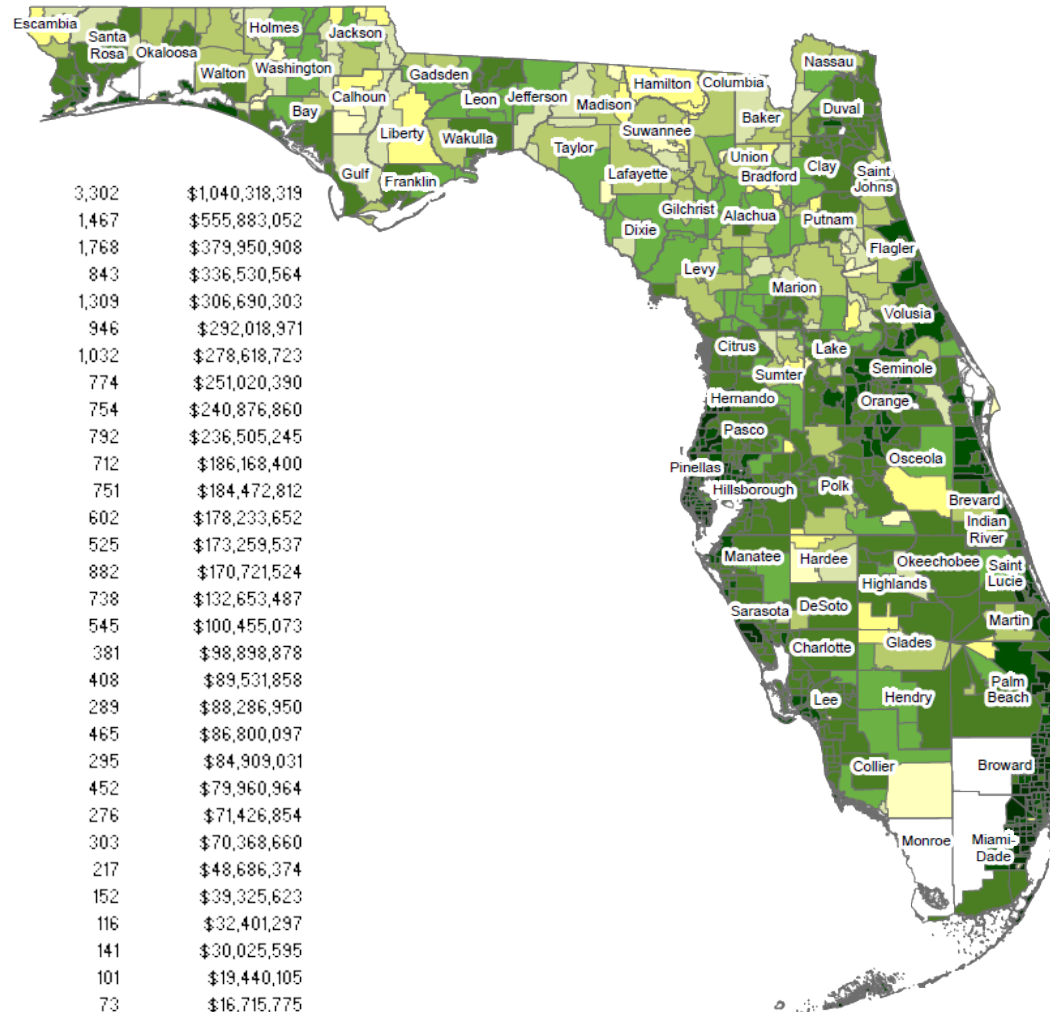 Escambia
Santa
Rosa
Okaloosa
Walton
Holmes
Washington
Jackson
Bay
Calhoun
Gulf
Liberty
Gadsden
Franklin
Leon
Wakulla
Jefferson
Madison
Taylor
Hamilton
Suwannee
Lafayette
Columbia
Baker
Nassau
Duval
Union
Bradford
Clay
Saint
Johns
Dixie
Gilchrist
Alachua
Putnam
Flagler
Levy
Marion
Volusia
Citrus
Sumter
Lake
Seminole
Hernando
Orange
Pasco
Pinellas
Hillsborough
Polk
Osceola
Brevard
Indian
River
Manatee
Hardee
Okeechobee
Highlands
Saint
Lucie
Sarasota
DeSoto
Martin
Charlotte
Glades
Lee
Hendry
Palm
Beach
Collier
Broward
Monroe
Miami-
Dade
3,302 $1,040,318,319
1,467 $555,883,052
1,768 $379,950,908
843 $336,530,564
1,309 $306,690,303
946 $292,018,971
1,032 $278,618,723
774 $251,020,390
754 $240,876,860
792 $236,505,245
712 $186,168,400
751 $184,472,812
602 $178,233,652
525 $173,259,537
882 $170,721,524
738 $132,653,487
545 $100,455,073
381 $98,898,878
408 $89,531,858
289 $88,286,950
465 $86,800,097
295 $84,909,031
452 $79,960,964
276 $71,426,854
303 $70,368,660
217 $48,686,374
152 $39,325,623
116 $32,401,297
141 $30,025,595
101 $19,440,105
73 $16,715,775